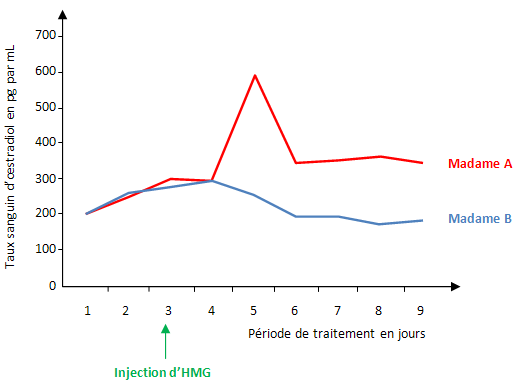 Taux sanguin d'œstradiol en pg par mL
700
600
500
400
300
200
100
0
Madame A
Madame B
1 2 3 4 5 6 7 8 9
Période de traitement en jours
Injection d'HMG